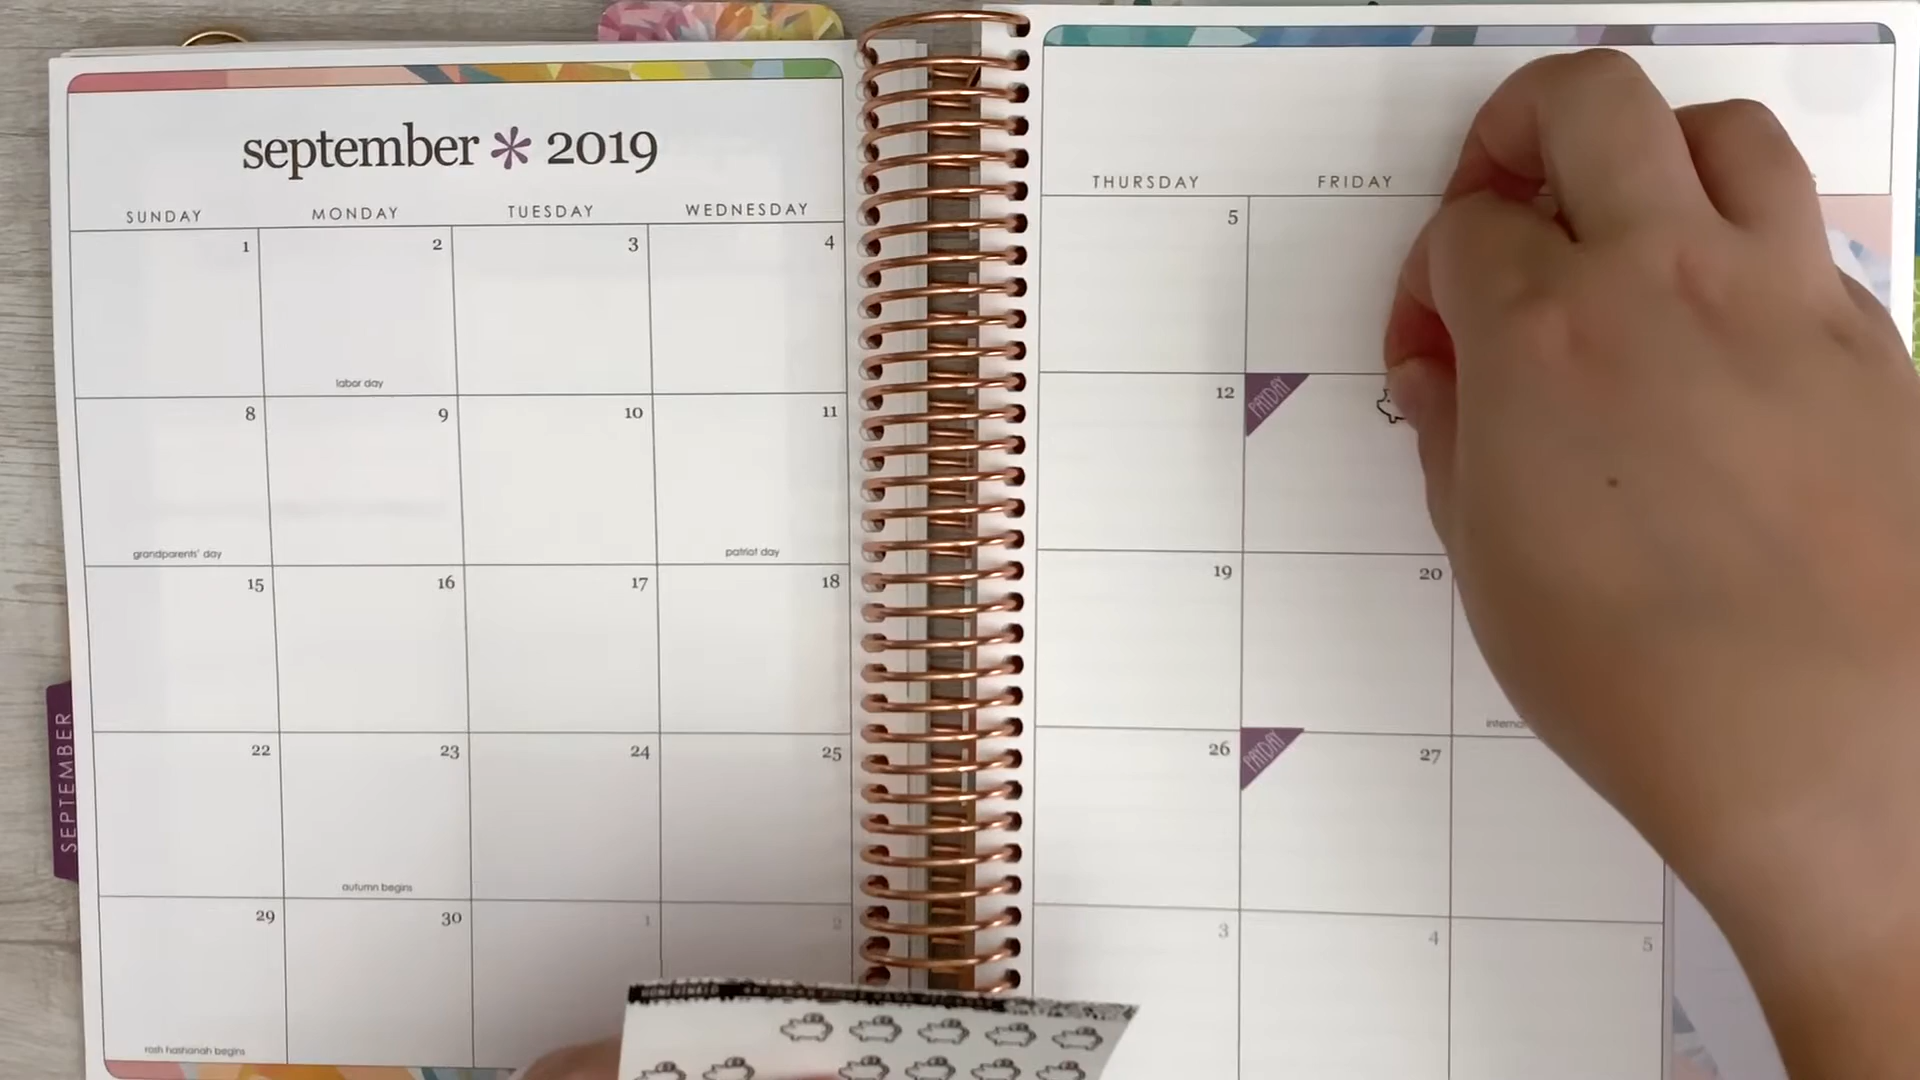 september * 2019
SUNDAY MONDAY TUESDAY WEDNESDAY THURSDAY FRIDAY
1 2 3 4 5
labor day
8 9 10 11 12 PAYDAY
grandparents' day patriot day
15 16 17 18 19 20
22 23 24 25 26 PAYDAY 27
autumn begins
29 30 1 2 3 4 5
rosh hashanah begins
SEPTEMBER